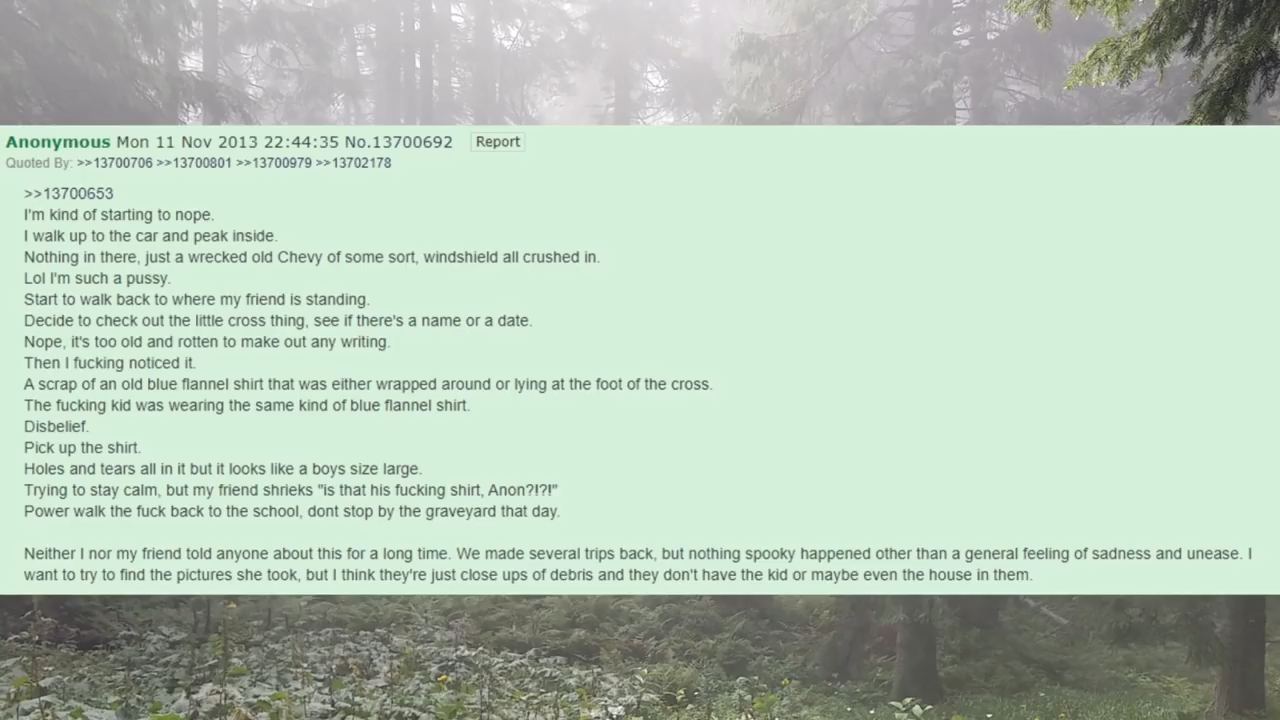 Anonymous Mon 11 Nov 2013 22:44:35 No.13700692 Report
Quoted By: >>13700706 >>13700801 >>13700979 >>13702178
>>13700653
I'm kind of starting to nope.
I walk up to the car and peak inside.
Nothing in there, just a wrecked old Chevy of some sort, windshield all crushed in.
Lol I'm such a pussy.
Start to walk back to where my friend is standing.
Decide to check out the little cross thing, see if there's a name or a date.
Nope, it's too old and rotten to make out any writing.
Then I fucking noticed it.
A scrap of an old blue flannel shirt that was either wrapped around or lying at the foot of the cross.
The fucking kid was wearing the same kind of blue flannel shirt.
Disbelief.
Pick up the shirt.
Holes and tears all in it but it looks like a boys size large.
Trying to stay calm, but my friend shrieks "is that his fucking shirt, Anon?!?!"
Power walk the fuck back to the school, dont stop by the graveyard that day.
Neither I nor my friend told anyone about this for a long time. We made several trips back, but nothing spooky happened other than a general feeling of sadness and unease. I
want to try to find the pictures she took, but I think they're just close ups of debris and they don't have the kid or maybe even the house in them.